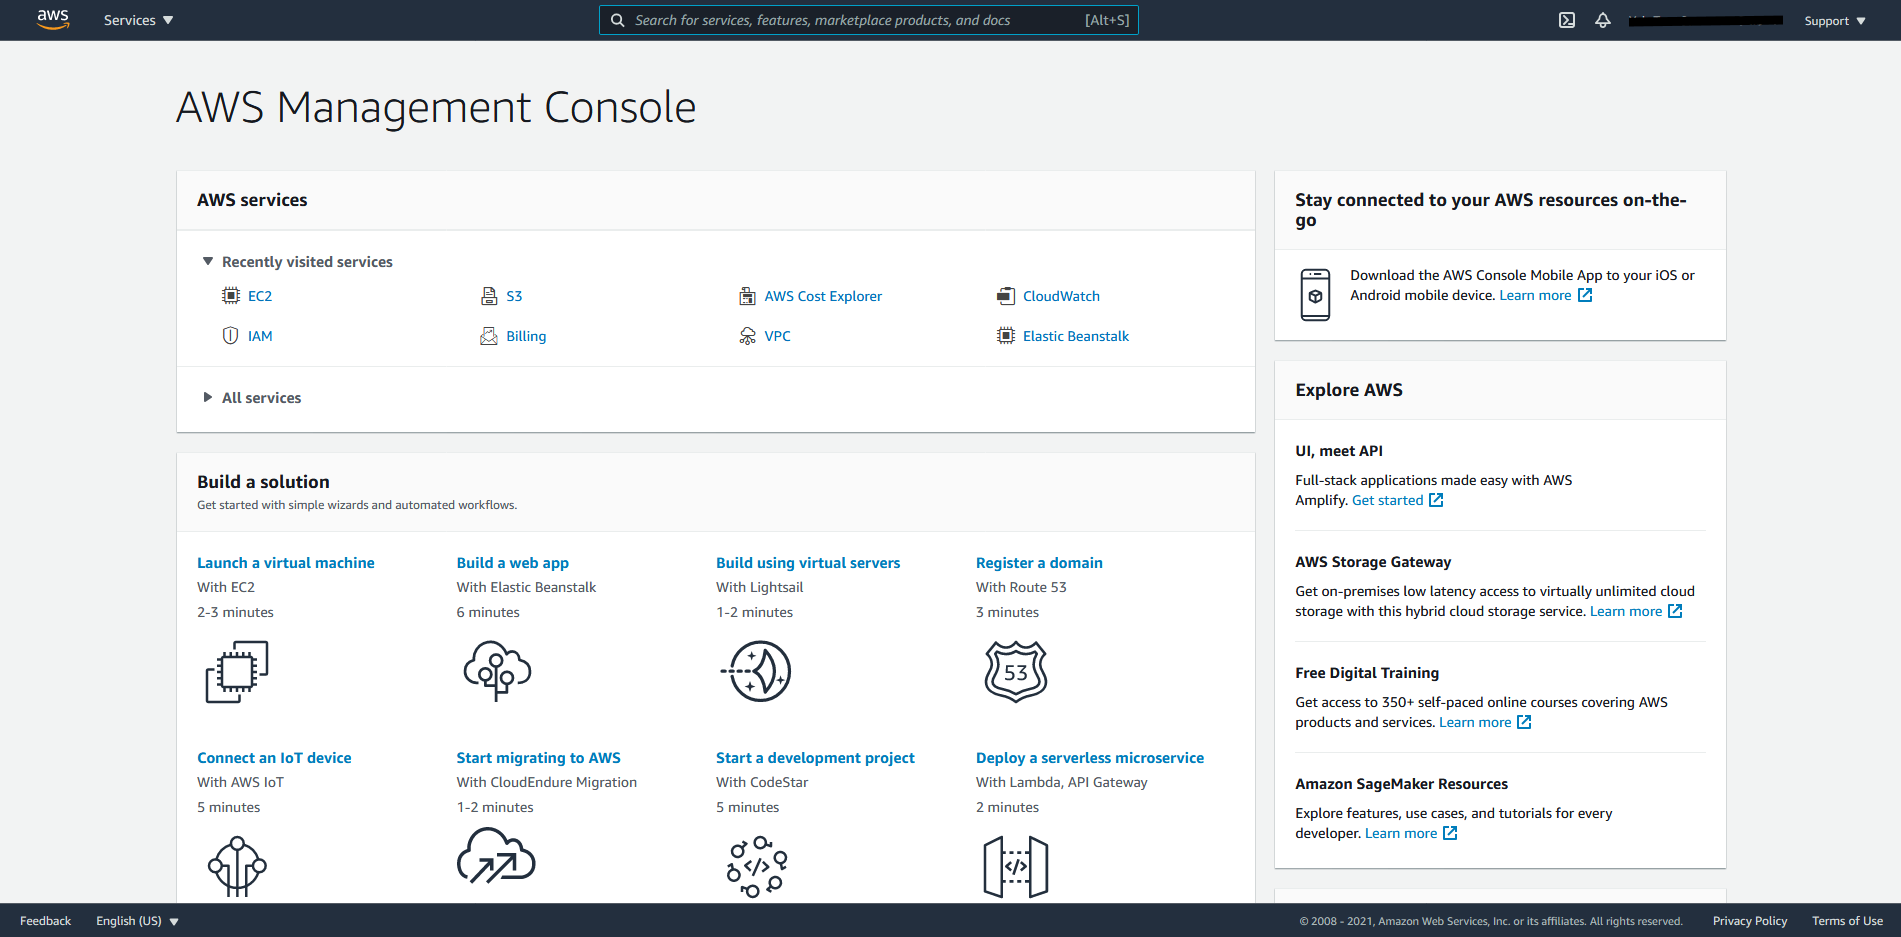 aws
Services
Search for services, features, marketplace products, and docs
[Alt+S]
Support
AWS Management Console
AWS services
Recently visited services
EC2
S3
AWS Cost Explorer
CloudWatch
IAM
Billing
VPC
Elastic Beanstalk
All services
Build a solution
Get started with simple wizards and automated workflows.
Launch a virtual machine
With EC2
2-3 minutes
Build a web app
With Elastic Beanstalk
6 minutes
Build using virtual servers
With Lightsail
1-2 minutes
Register a domain
With Route 53
3 minutes
53
Connect an IoT device
With AWS IoT
5 minutes
Start migrating to AWS
With CloudEndure Migration
1-2 minutes
Start a development project
With CodeStar
5 minutes
</>
Deploy a serverless microservice
With Lambda, API Gateway
2 minutes
</>
Stay connected to your AWS resources on-the-
go
Download the AWS Console Mobile App to your iOS or
Android mobile device. Learn more
Explore AWS
UI, meet API
Full-stack applications made easy with AWS
Amplify. Get started
AWS Storage Gateway
Get on-premises low latency access to virtually unlimited cloud
storage with this hybrid cloud storage service. Learn more
Free Digital Training
Get access to 350+ self-paced online courses covering AWS
products and services. Learn more
Amazon SageMaker Resources
Explore features, use cases, and tutorials for every
developer. Learn more
Feedback
English (US)
© 2008 - 2021, Amazon Web Services, Inc. or its affiliates. All rights reserved.
Privacy Policy
Terms of Use